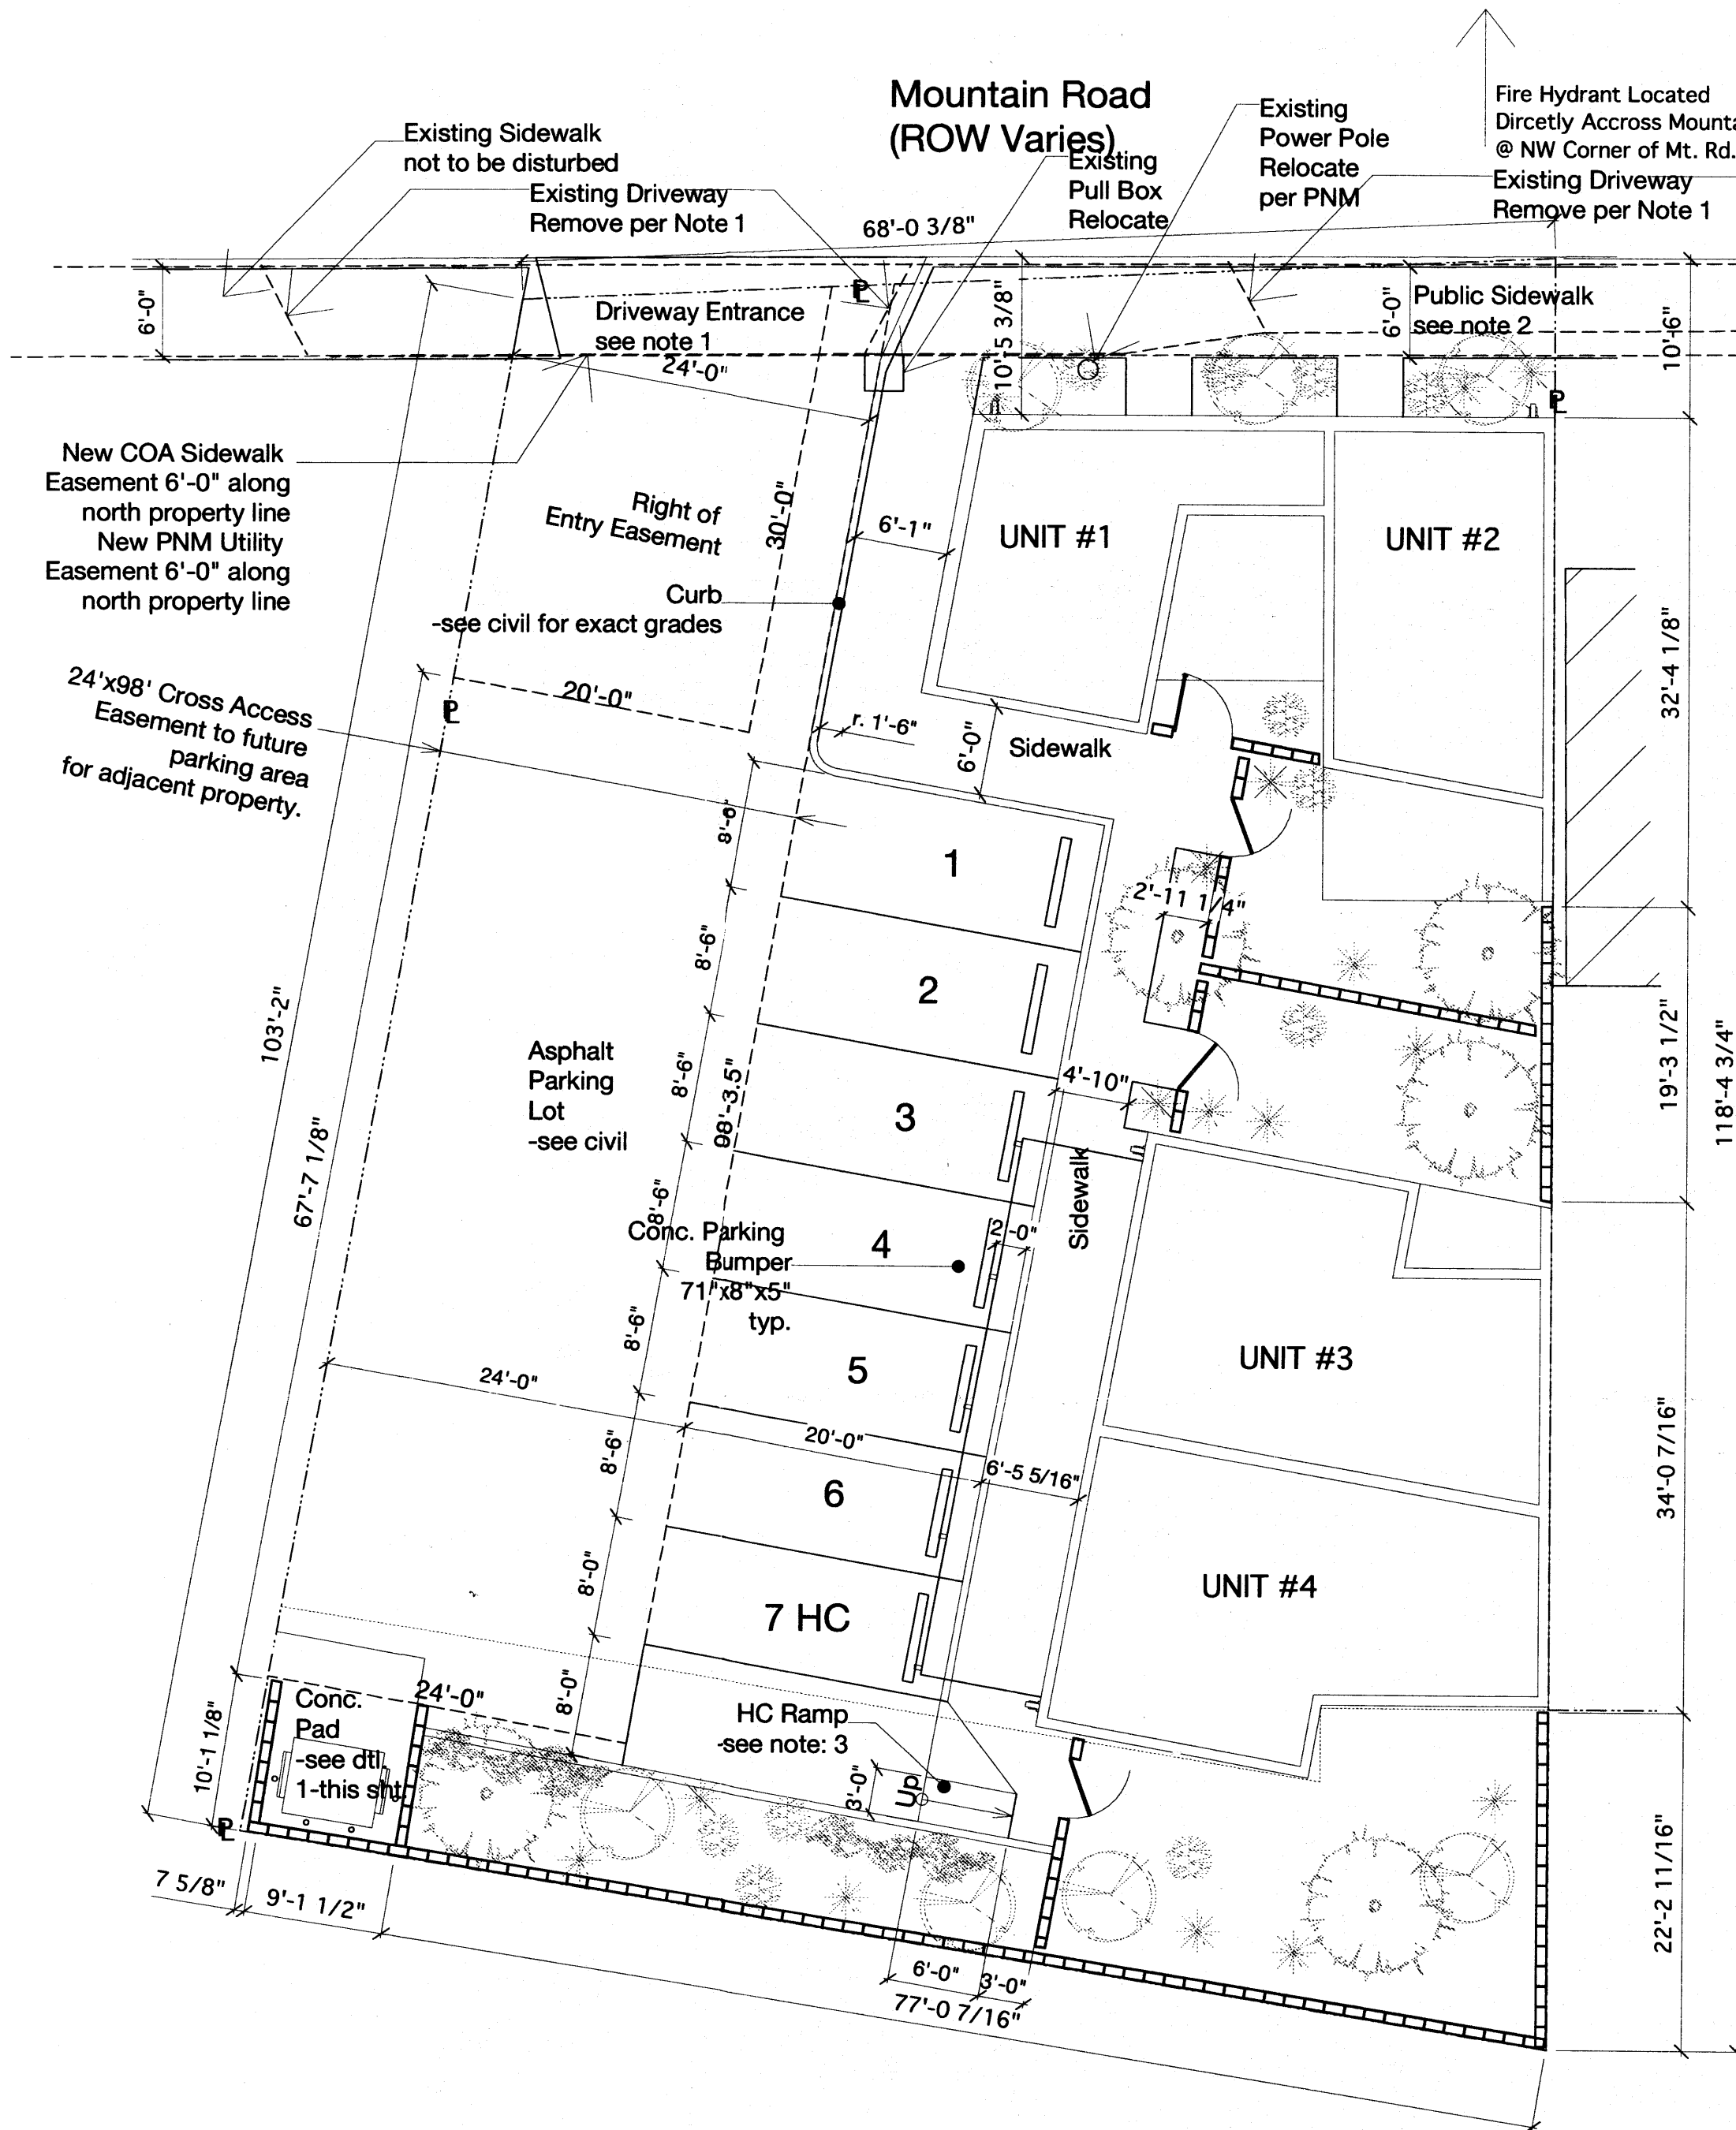 Mountain Road
(ROW Varies)
Fire Hydrant Located
Dircetly Accross Mounta
@ NW Corner of Mt. Rd.
Existing Sidewalk
not to be disturbed
Existing Driveway
Remove per Note 1
Existing
Pull Box
Relocate
Existing
Power Pole
Relocate
per PNM
Existing Driveway
Remove per Note 1
68'-0 3/8"
6'-0"
Driveway Entrance
see note 1
24'-0"
10'-5 3/8"
6'-0"
Public Sidewalk
see note 2
10'-6"
New COA Sidewalk
Easement 6'-0" along
north property line
New PNM Utility
Easement 6'-0" along
north property line
Right of
Entry Easement
30'-0"
6'-1"
UNIT #1
UNIT #2
Curb
-see civil for exact grades
24'x98' Cross Access
Easement to future
parking area
for adjacent property.
20'-0"
r. 1'-6"
6'-0"
Sidewalk
32'-4 1/8"
8'-6"
1
2'-11 1/4"
8'-6"
2
103'-2"
Asphalt
Parking
Lot
-see civil
8'-6"
98'-3.5"
3
4'-10"
19'-3 1/2"
118'-4 3/4"
67'-7 1/8"
8'-6"
Conc. Parking
Bumper
71"x8"x5"
typ.
4
2'-0"
Sidewalk
8'-6"
5
UNIT #3
24'-0"
20'-0"
8'-6"
6
6'-5 5/16"
34'-0 7/16"
8'-0"
7 HC
UNIT #4
10'-1 1/8"
Conc.
Pad
-see dtl.
1-this sht.
24'-0"
8'-0"
HC Ramp
-see note: 3
3'-0"
Up
7 5/8"
9'-1 1/2"
6'-0"
3'-0"
77'-0 7/16"
22'-2 11/16"